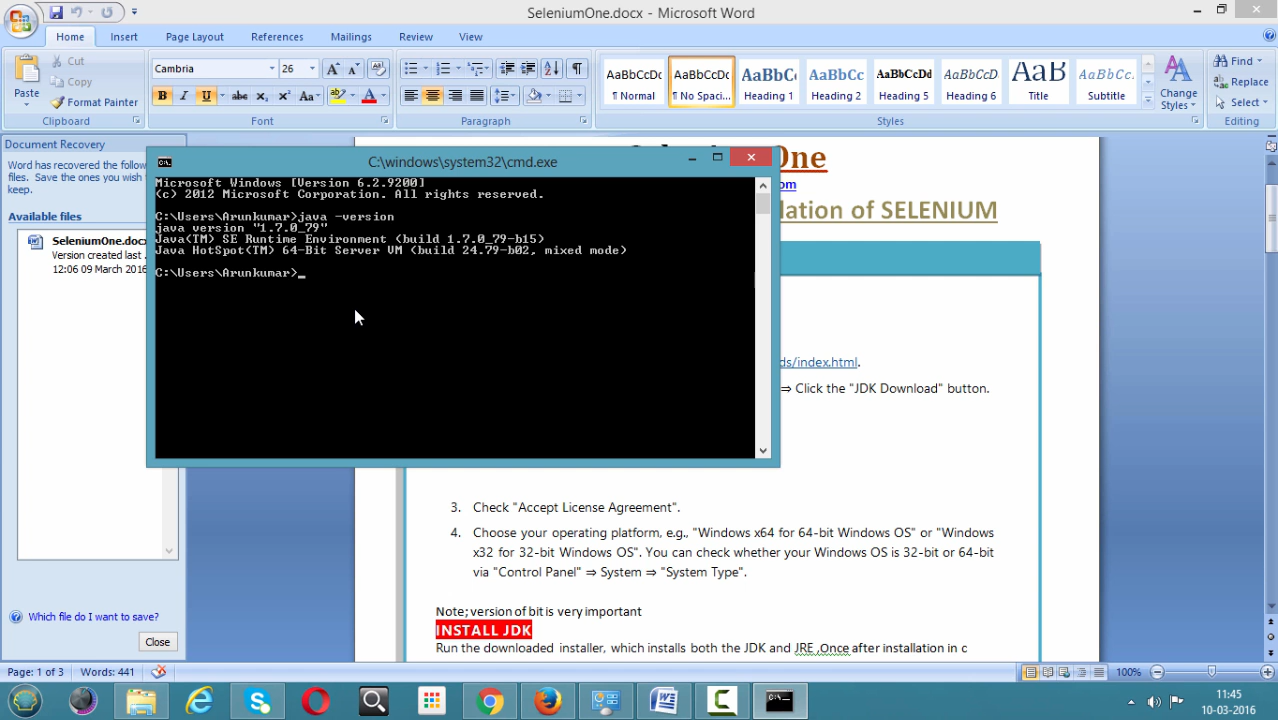 SeleniumOne.docx - Microsoft Word
Home Insert Page Layout References Mailings Review View
Paste
Cut
Copy
Format Painter
Clipboard
Cambria 26
Font
Paragraph
AaBbCcDc AaBbCcDc AaBbCc AaBbCc AaBbCcDd AaBbCcD AaB AaBbCc.
¶ Normal ¶ No Spaci... Heading 1 Heading 2 Heading 5 Heading 6 Title Subtitle
Styles
Change Styles
Find
Replace
Select
Editing
Document Recovery
Word has recovered the follo
files. Save the ones you wish
keep.
Available files
SeleniumOne.docx
Version created last .
12:06 09 March 2016
Which file do I want to save?
Close
C:\windows\system32\cmd.exe
Microsoft Windows [Version 6.2.9200]
(c) 2012 Microsoft Corporation. All rights reserved.
C:\Users\Arunkumar>java -version
java version "1.7.0_79"
Java(TM) SE Runtime Environment (build 1.7.0_79-b15)
Java HotSpot(TM) 64-Bit Server VM (build 24.79-b02, mixed mode)
C:\Users\Arunkumar>_
One
om
lation of SELENIUM
ds/index.html.
⇒ Click the "JDK Download" button.
3. Check "Accept License Agreement".
4. Choose your operating platform, e.g., "Windows x64 for 64-bit Windows OS" or "Windows
x32 for 32-bit Windows OS". You can check whether your Windows OS is 32-bit or 64-bit
via "Control Panel" ⇒ System ⇒ "System Type".
Note; version of bit is very important
INSTALL JDK
Run the downloaded installer, which installs both the JDK and JRE ,Once after installation in c
Page: 1 of 3 Words: 441 100%
11:45
10-03-2016